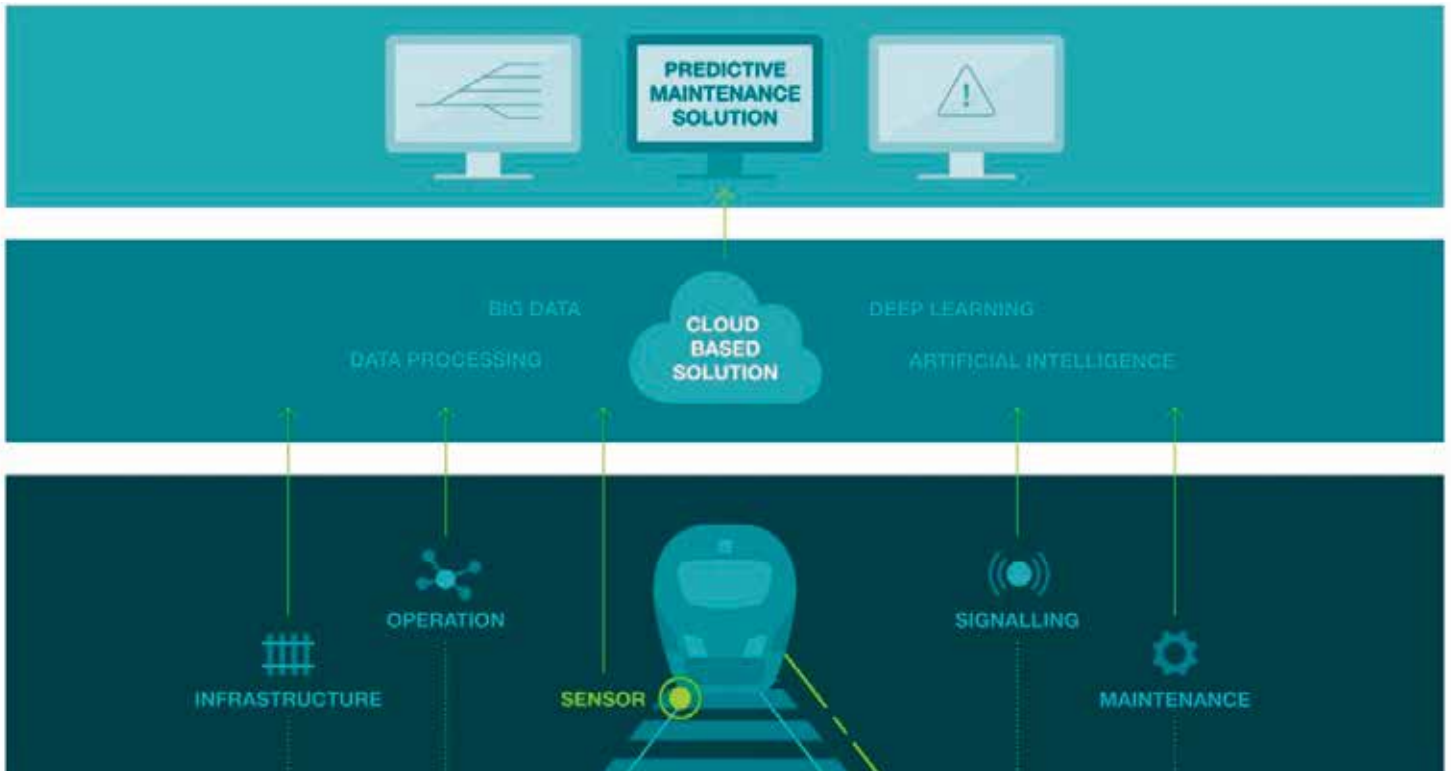 PREDICTIVE
MAINTENANCE
SOLUTION
BIG DATA
DEEP LEARNING
CLOUD
BASED
SOLUTION
DATA PROCESSING
ARTIFICIAL INTELLIGENCE
OPERATION
SIGNALLING
INFRASTRUCTURE
SENSOR
MAINTENANCE